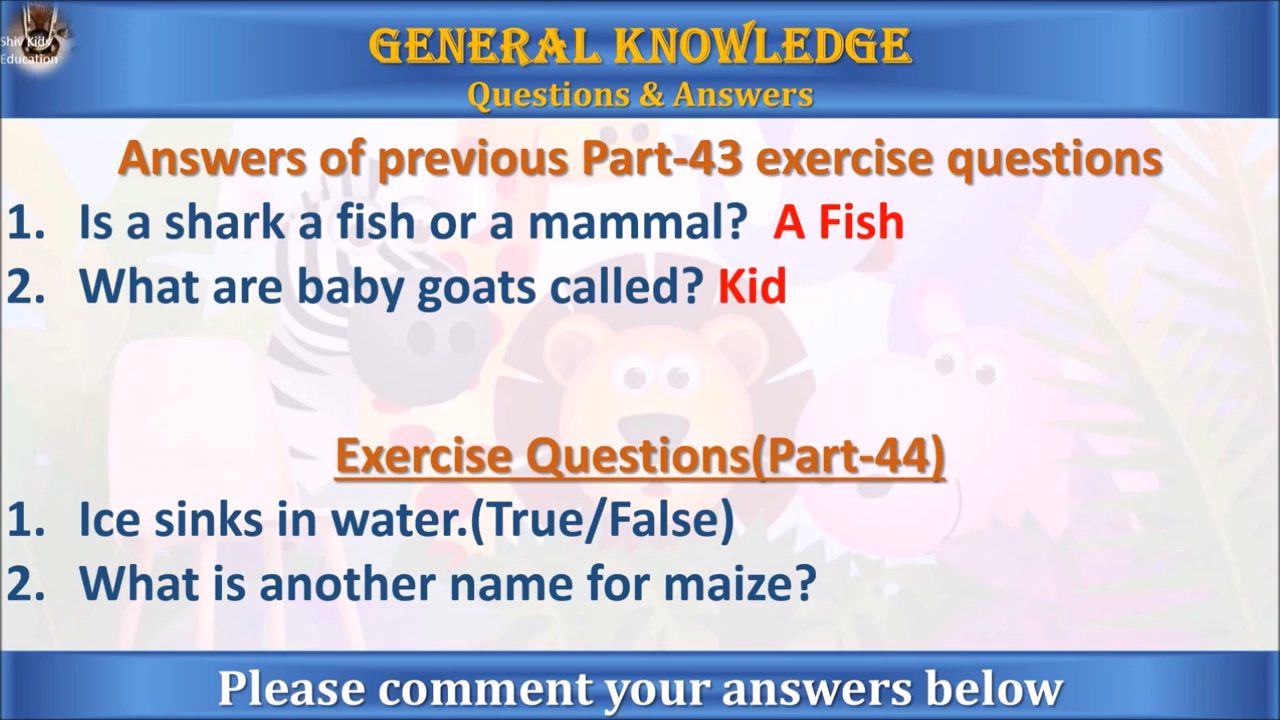 Shiv Kids
Education
GENERAL KNOWLEDGE
Questions & Answers
Answers of previous Part-43 exercise questions
1. Is a shark a fish or a mammal? A Fish
2. What are baby goats called? Kid
Exercise Questions(Part-44)
1. Ice sinks in water.(True/False)
2. What is another name for maize?
Please comment your answers below